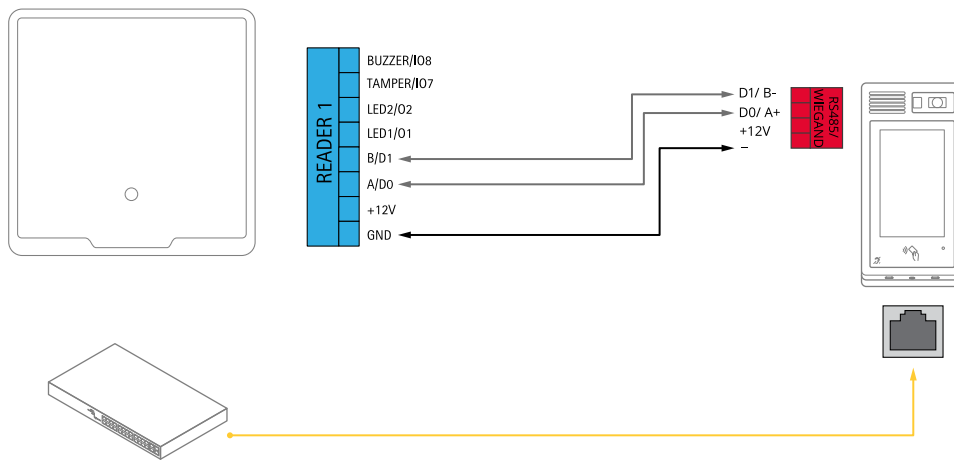 READER 1
BUZZER/IO8
TAMPER/IO7
LED2/O2
LED1/O1
B/D1
A/D0
+12V
GND
D1/ B-
D0/ A+
+12V
–
RS485/
WIEGAND